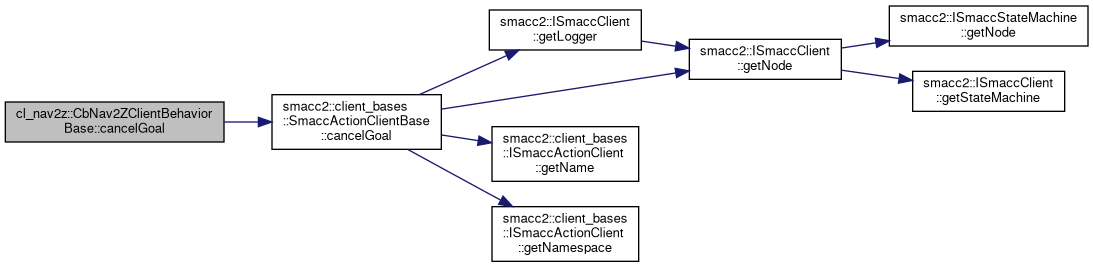 cl_nav2z::CbNav2ZClientBehavior
Base::cancelGoal
smacc2::client_bases
::SmaccActionClientBase
::cancelGoal
smacc2::ISmaccClient
::getLogger
smacc2::ISmaccClient
::getNode
smacc2::ISmaccStateMachine
::getNode
smacc2::ISmaccClient
::getStateMachine
smacc2::client_bases
::ISmaccActionClient
::getName
smacc2::client_bases
::ISmaccActionClient
::getNamespace